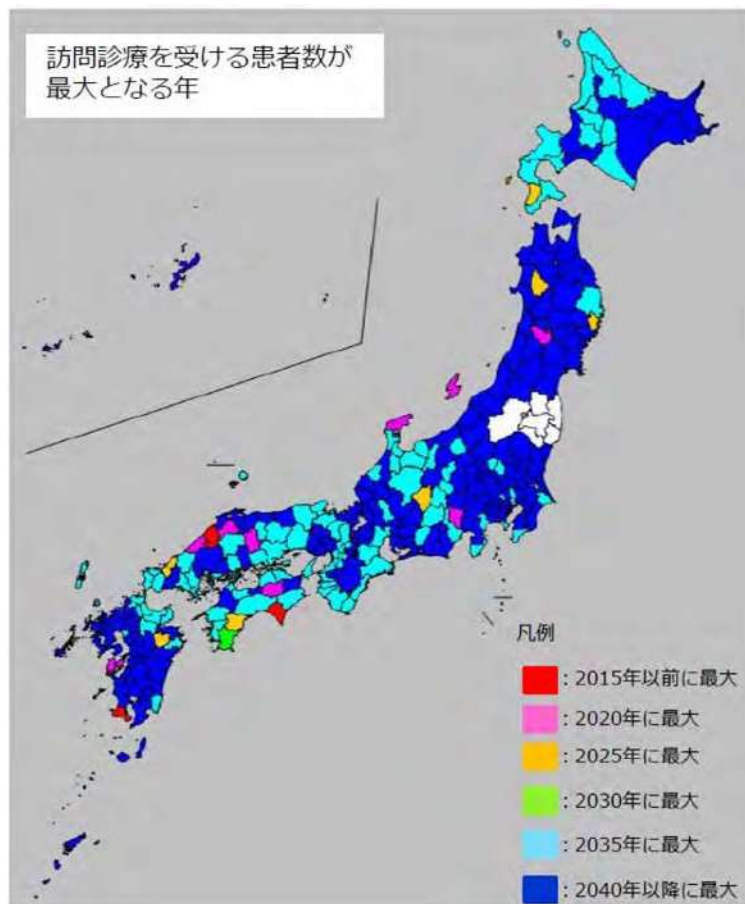 訪問診療を受ける患者数が
最大となる年
凡例
：2015年以前に最大
：2020年に最大
：2025年に最大
：2030年に最大
：2035年に最大
：2040年以降に最大